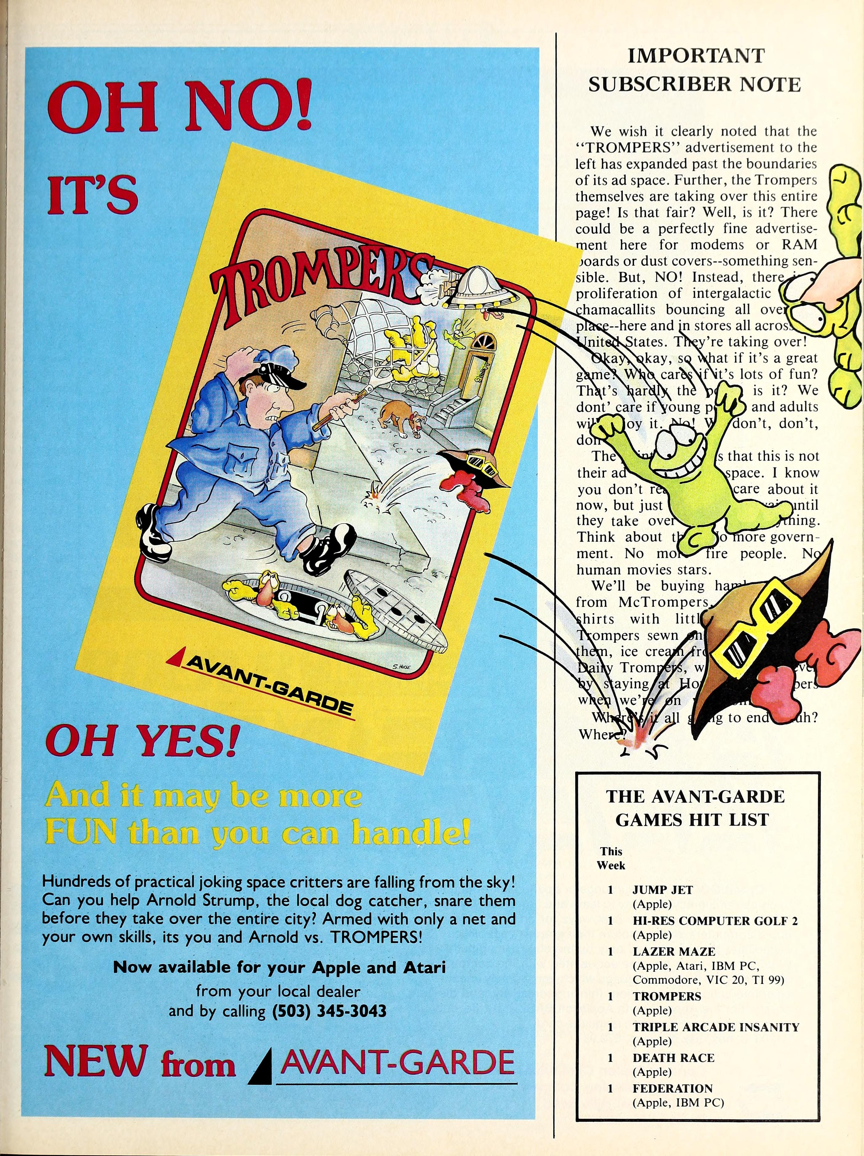 OH NO!
IT'S
TROMPERS
S. HUSE
AVANT-GARDE
OH YES!
And it may be more
FUN than you can handle!
Hundreds of practical joking space critters are falling from the sky!
Can you help Arnold Strump, the local dog catcher, snare them
before they take over the entire city? Armed with only a net and
your own skills, its you and Arnold vs. TROMPERS!
Now available for your Apple and Atari
from your local dealer
and by calling (503) 345-3043
NEW from AVANT-GARDE
IMPORTANT
SUBSCRIBER NOTE
We wish it clearly noted that the
"TROMPERS" advertisement to the
left has expanded past the boundaries
of its ad space. Further, the Trompers
themselves are taking over this entire
page! Is that fair? Well, is it? There
could be a perfectly fine advertise-
ment here for modems or RAM
boards or dust covers--something sen-
sible. But, NO! Instead, there
proliferation of intergalactic
chamacallits bouncing all over
place--here and in stores all across
United States. They're taking over!
Okay, okay, so what if it's a great
game? Who cares if it's lots of fun?
That's hardly the is it? We
dont' care if young and adults
No! don't, don't,
The s that this is not
their ad space. I know
you don't care about it
now, but just until
they take over
Think about more govern-
ment. No more fire people. No
human movies stars.
We'll be buying
from McTrompers,
shirts with
Trompers sewn on
them, ice cream
Dairy Trompers,
by staying at
when we're on
Where's it all to end
Where?
THE AVANT-GARDE
GAMES HIT LIST
This
Week
1 JUMP JET
(Apple)
1 HI-RES COMPUTER GOLF 2
(Apple)
1 LAZER MAZE
(Apple, Atari, IBM PC,
Commodore, VIC 20, TI 99)
1 TROMPERS
(Apple)
1 TRIPLE ARCADE INSANITY
(Apple)
1 DEATH RACE
(Apple)
1 FEDERATION
(Apple, IBM PC)